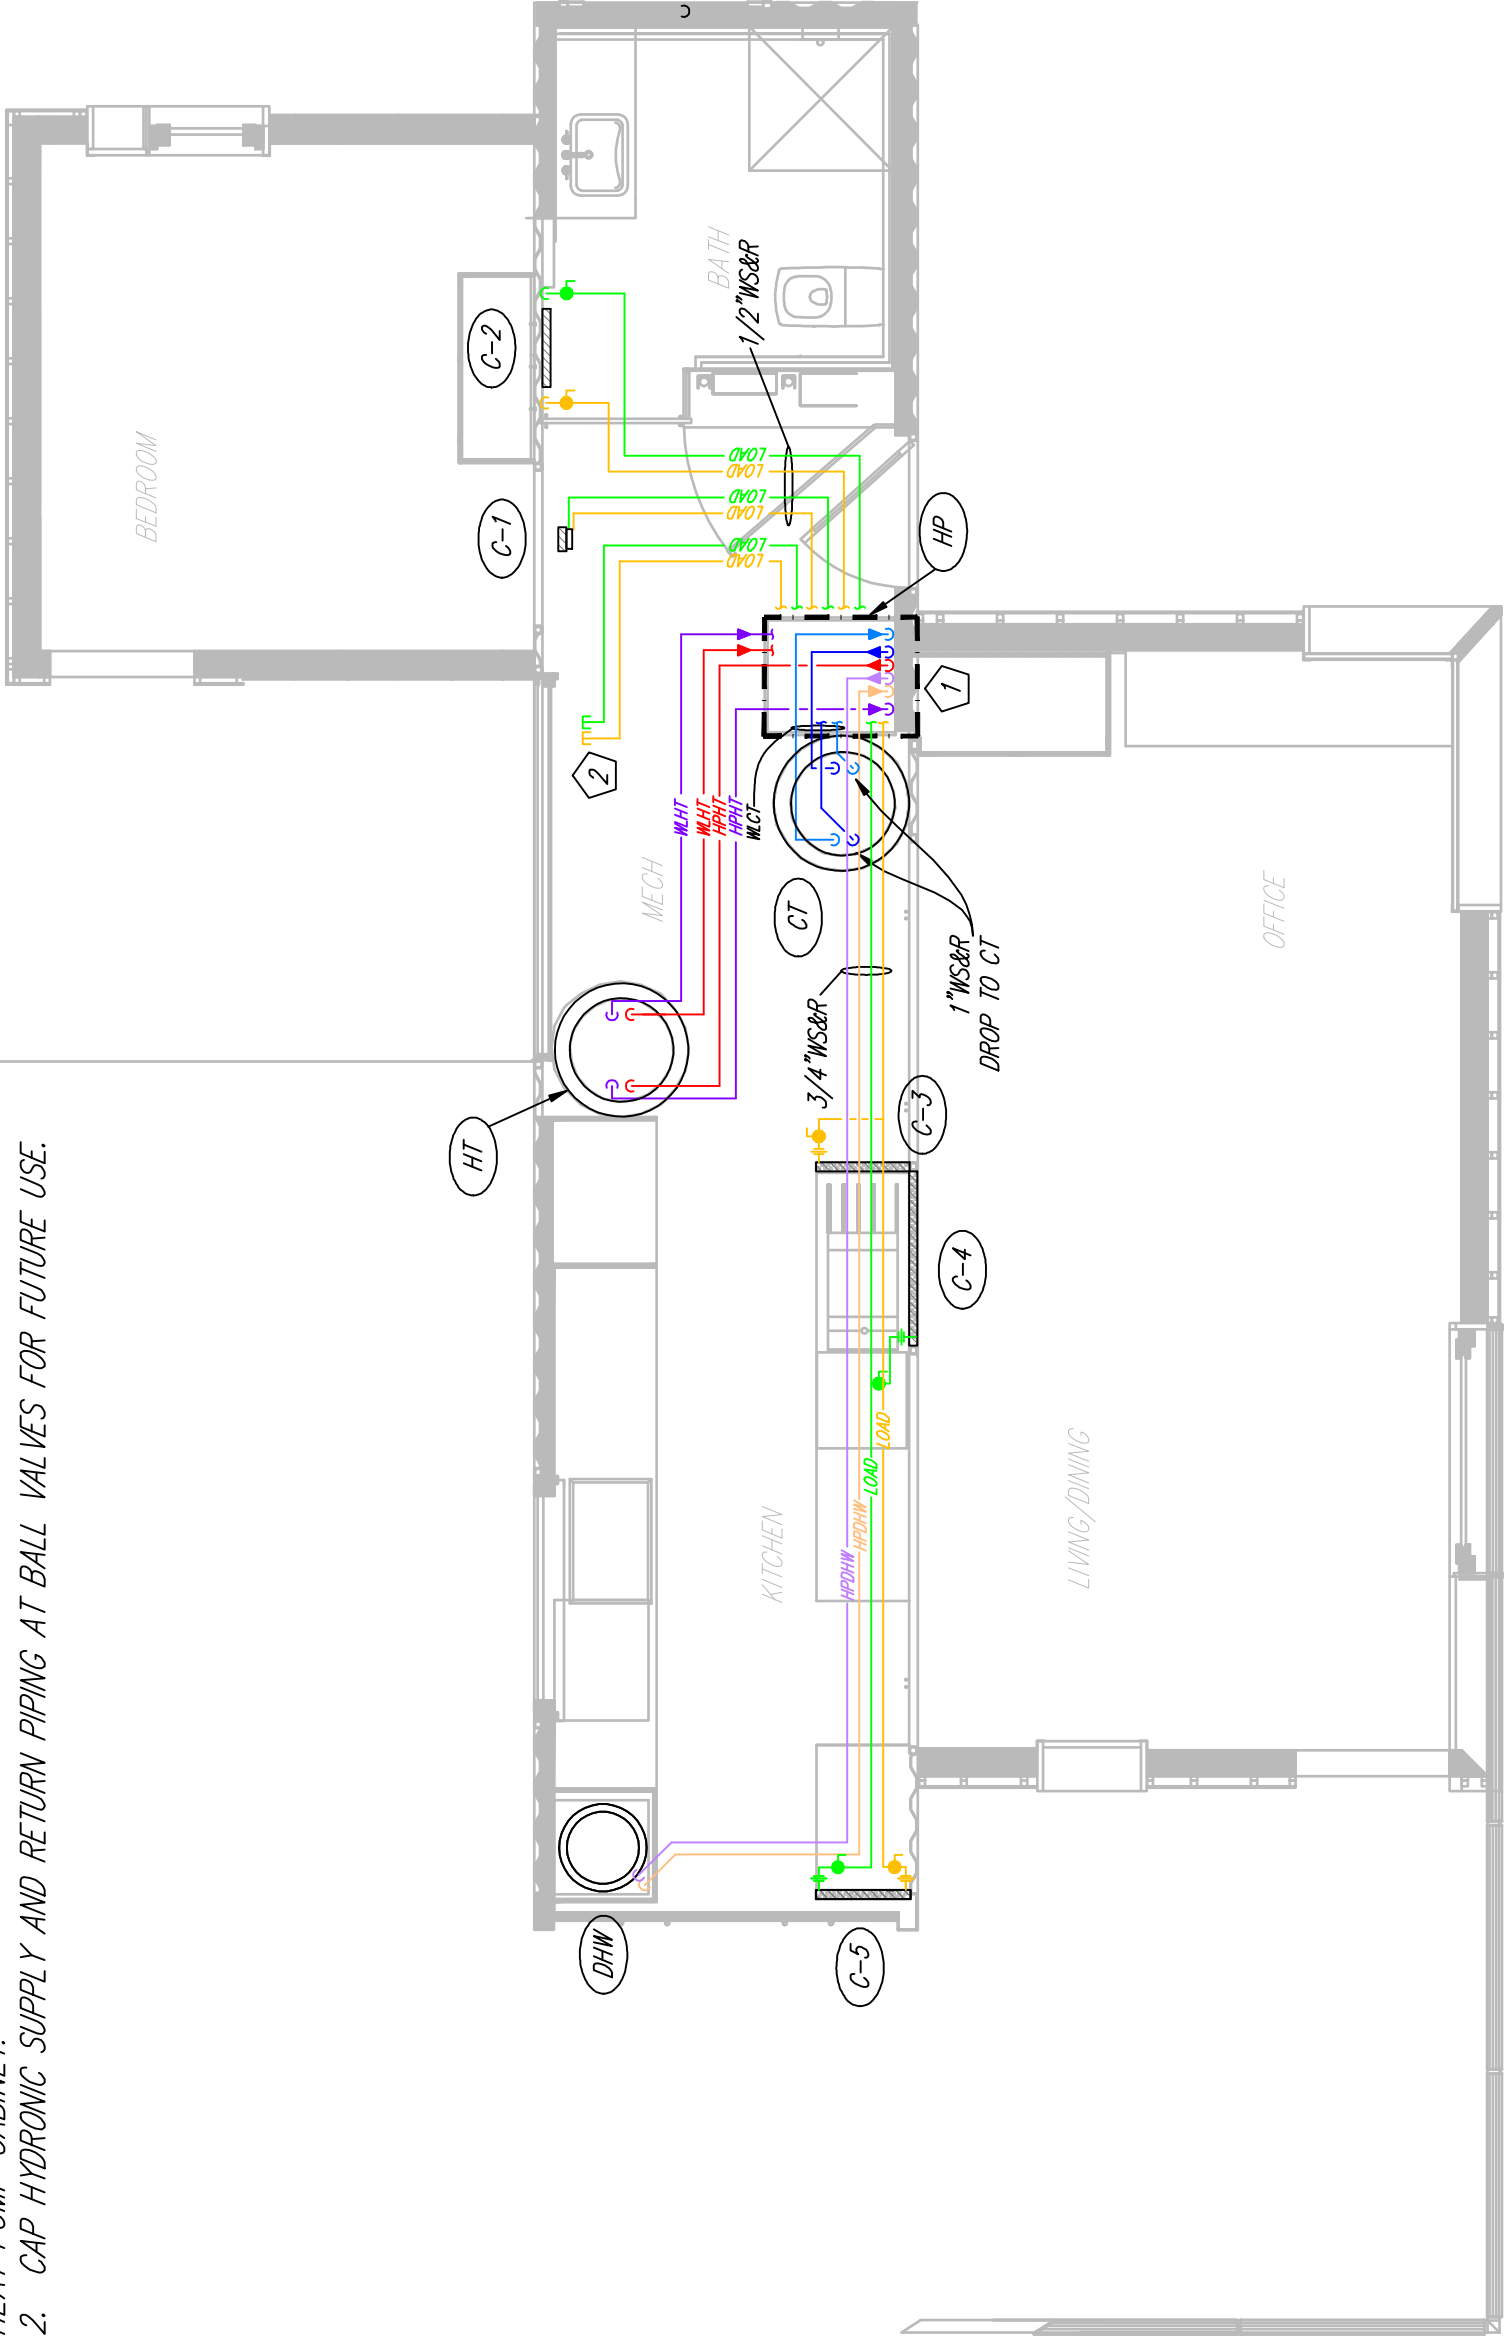 HEAT PUMP CABINET.
2. CAP HYDRONIC SUPPLY AND RETURN PIPING AT BALL VALVES FOR FUTURE USE.
BEDROOM
C-2
C-1
BATH
1/2"WS&R
LOAD
LOAD
LOAD
LOAD
LOAD
LOAD
HP
1
2
WLHT
WLHT
HPHT
HPHT
WLCT
MECH
CT
HT
1"WS&R
DROP TO CT
3/4"WS&R
OFFICE
C-3
C-4
LOAD
LOAD
HPDHW
HPDHW
KITCHEN
LIVING/DINING
DHW
C-5